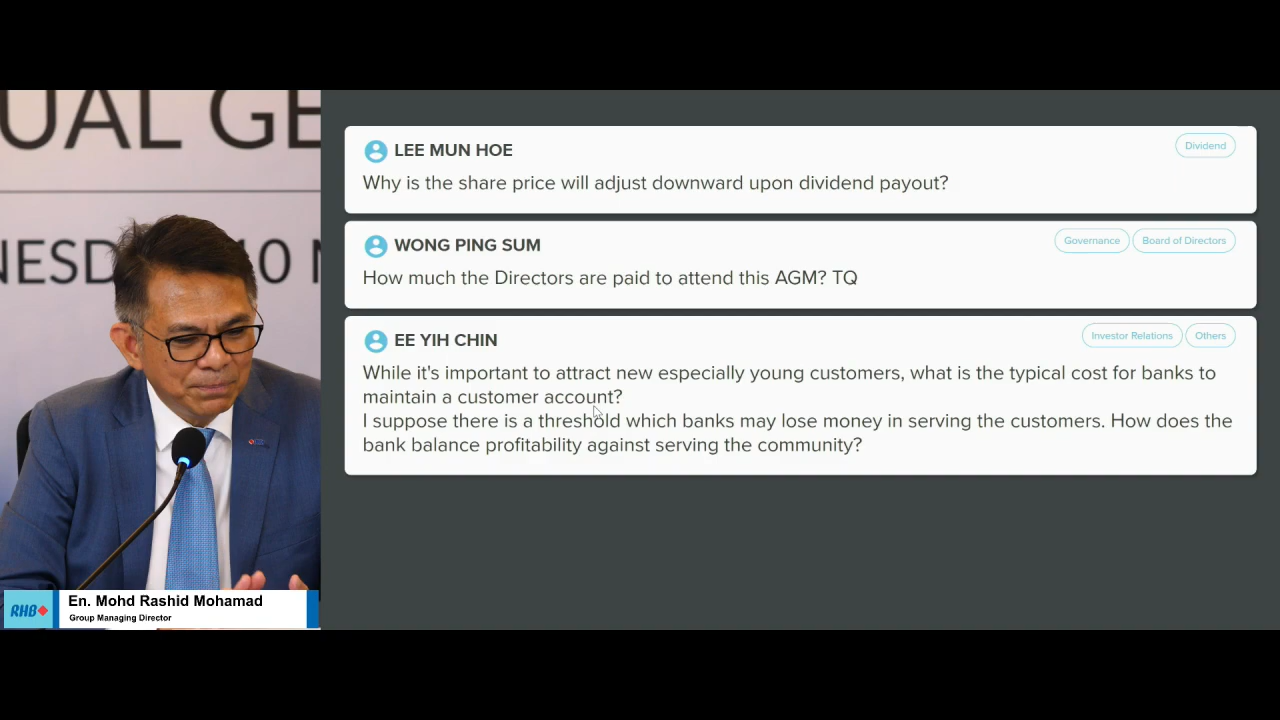 UAL GE
NESD 10 M
RHB
En. Mohd Rashid Mohamad
Group Managing Director
LEE MUN HOE
Dividend
Why is the share price will adjust downward upon dividend payout?
WONG PING SUM
Governance
Board of Directors
How much the Directors are paid to attend this AGM? TQ
EE YIH CHIN
Investor Relations
Others
While it's important to attract new especially young customers, what is the typical cost for banks to
maintain a customer account?
I suppose there is a threshold which banks may lose money in serving the customers. How does the
bank balance profitability against serving the community?